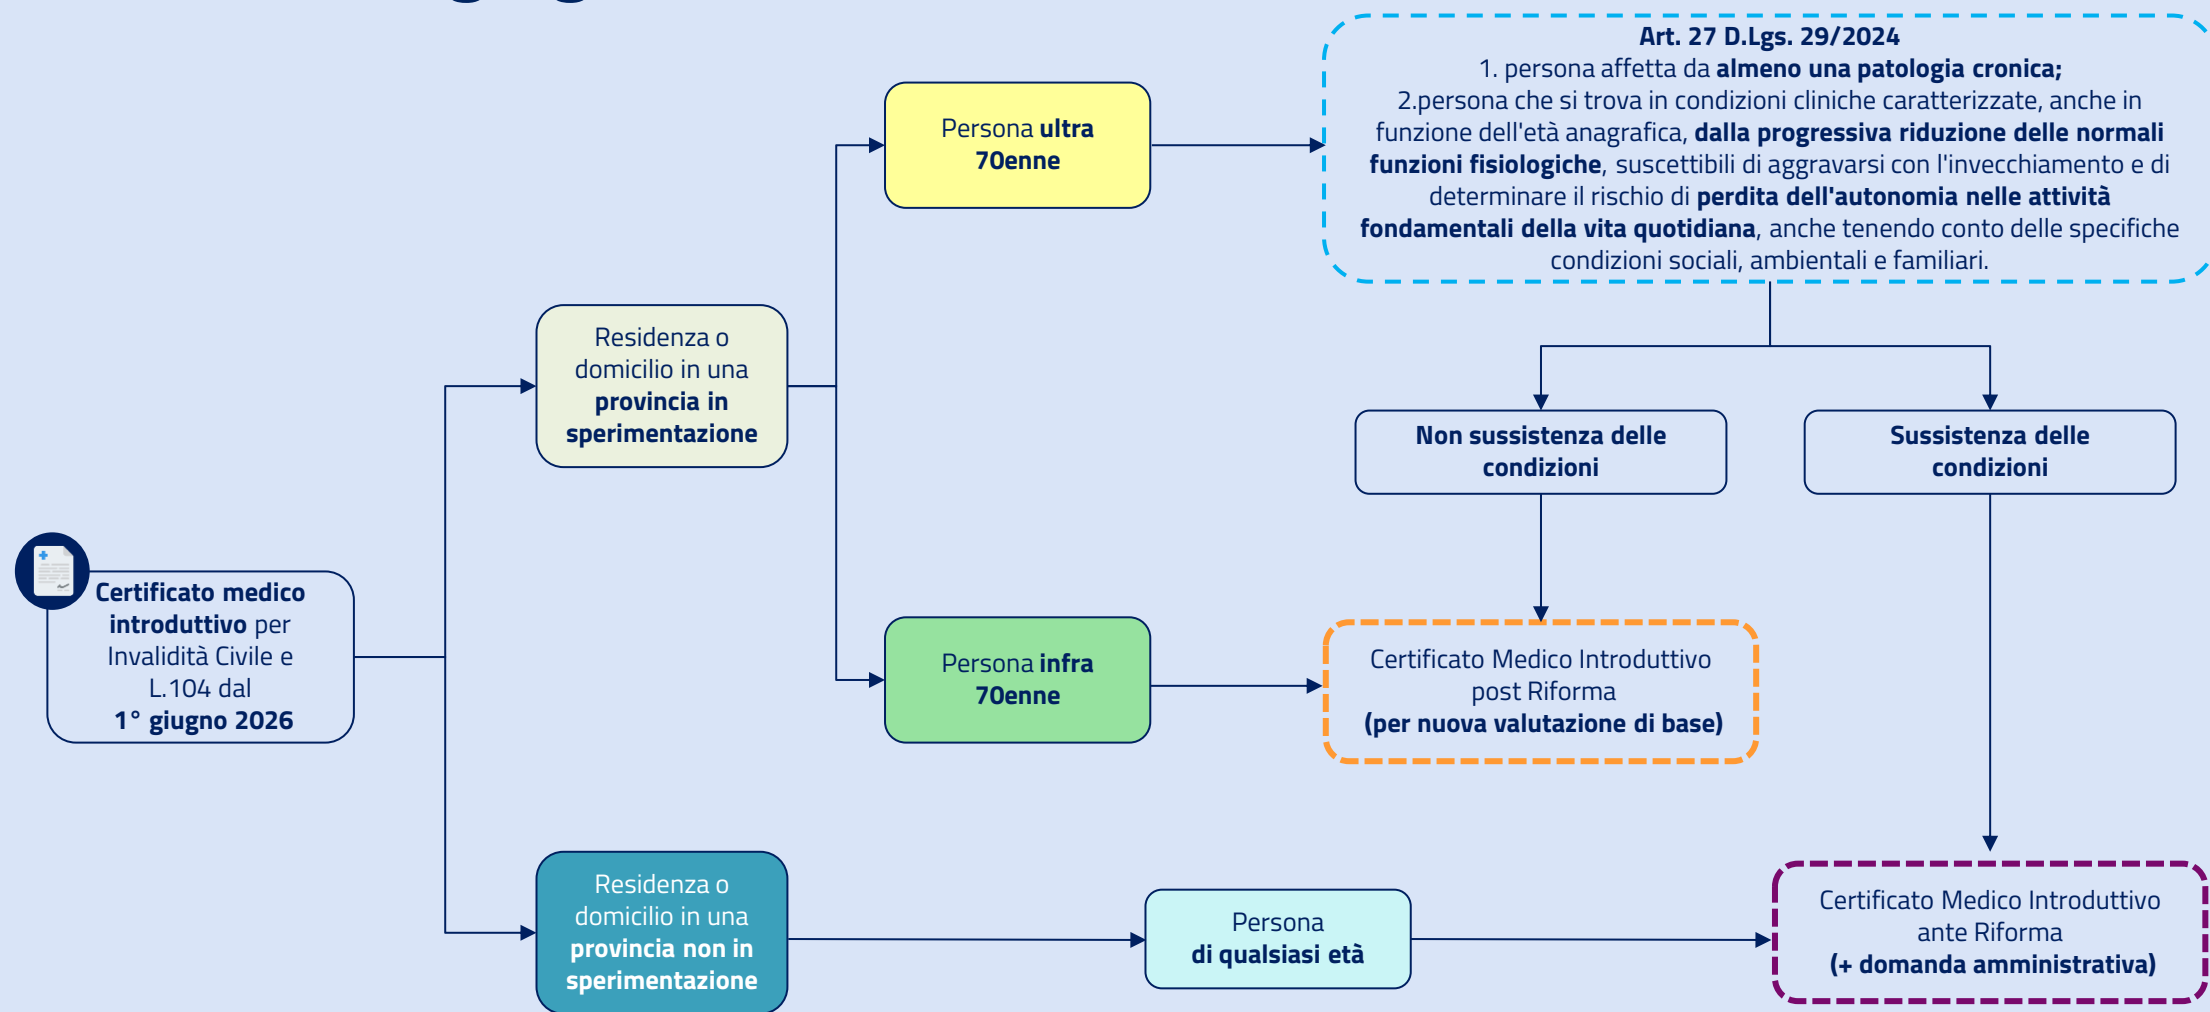 Art. 27 D.Lgs. 29/2024
1. persona affetta da almeno una patologia cronica;
2.persona che si trova in condizioni cliniche caratterizzate, anche in
funzione dell'età anagrafica, dalla progressiva riduzione delle normali
funzioni fisiologiche, suscettibili di aggravarsi con l'invecchiamento e di
determinare il rischio di perdita dell'autonomia nelle attività
fondamentali della vita quotidiana, anche tenendo conto delle specifiche
condizioni sociali, ambientali e familiari.
Persona ultra
70enne
Residenza o
domicilio in una
provincia in
sperimentazione
Non sussistenza delle
condizioni
Sussistenza delle
condizioni
Certificato medico
introduttivo per
Invalidità Civile e
L.104 dal
1° giugno 2026
Persona infra
70enne
Certificato Medico Introduttivo
post Riforma
(per nuova valutazione di base)
Residenza o
domicilio in una
provincia non in
sperimentazione
Persona
di qualsiasi età
Certificato Medico Introduttivo
ante Riforma
(+ domanda amministrativa)